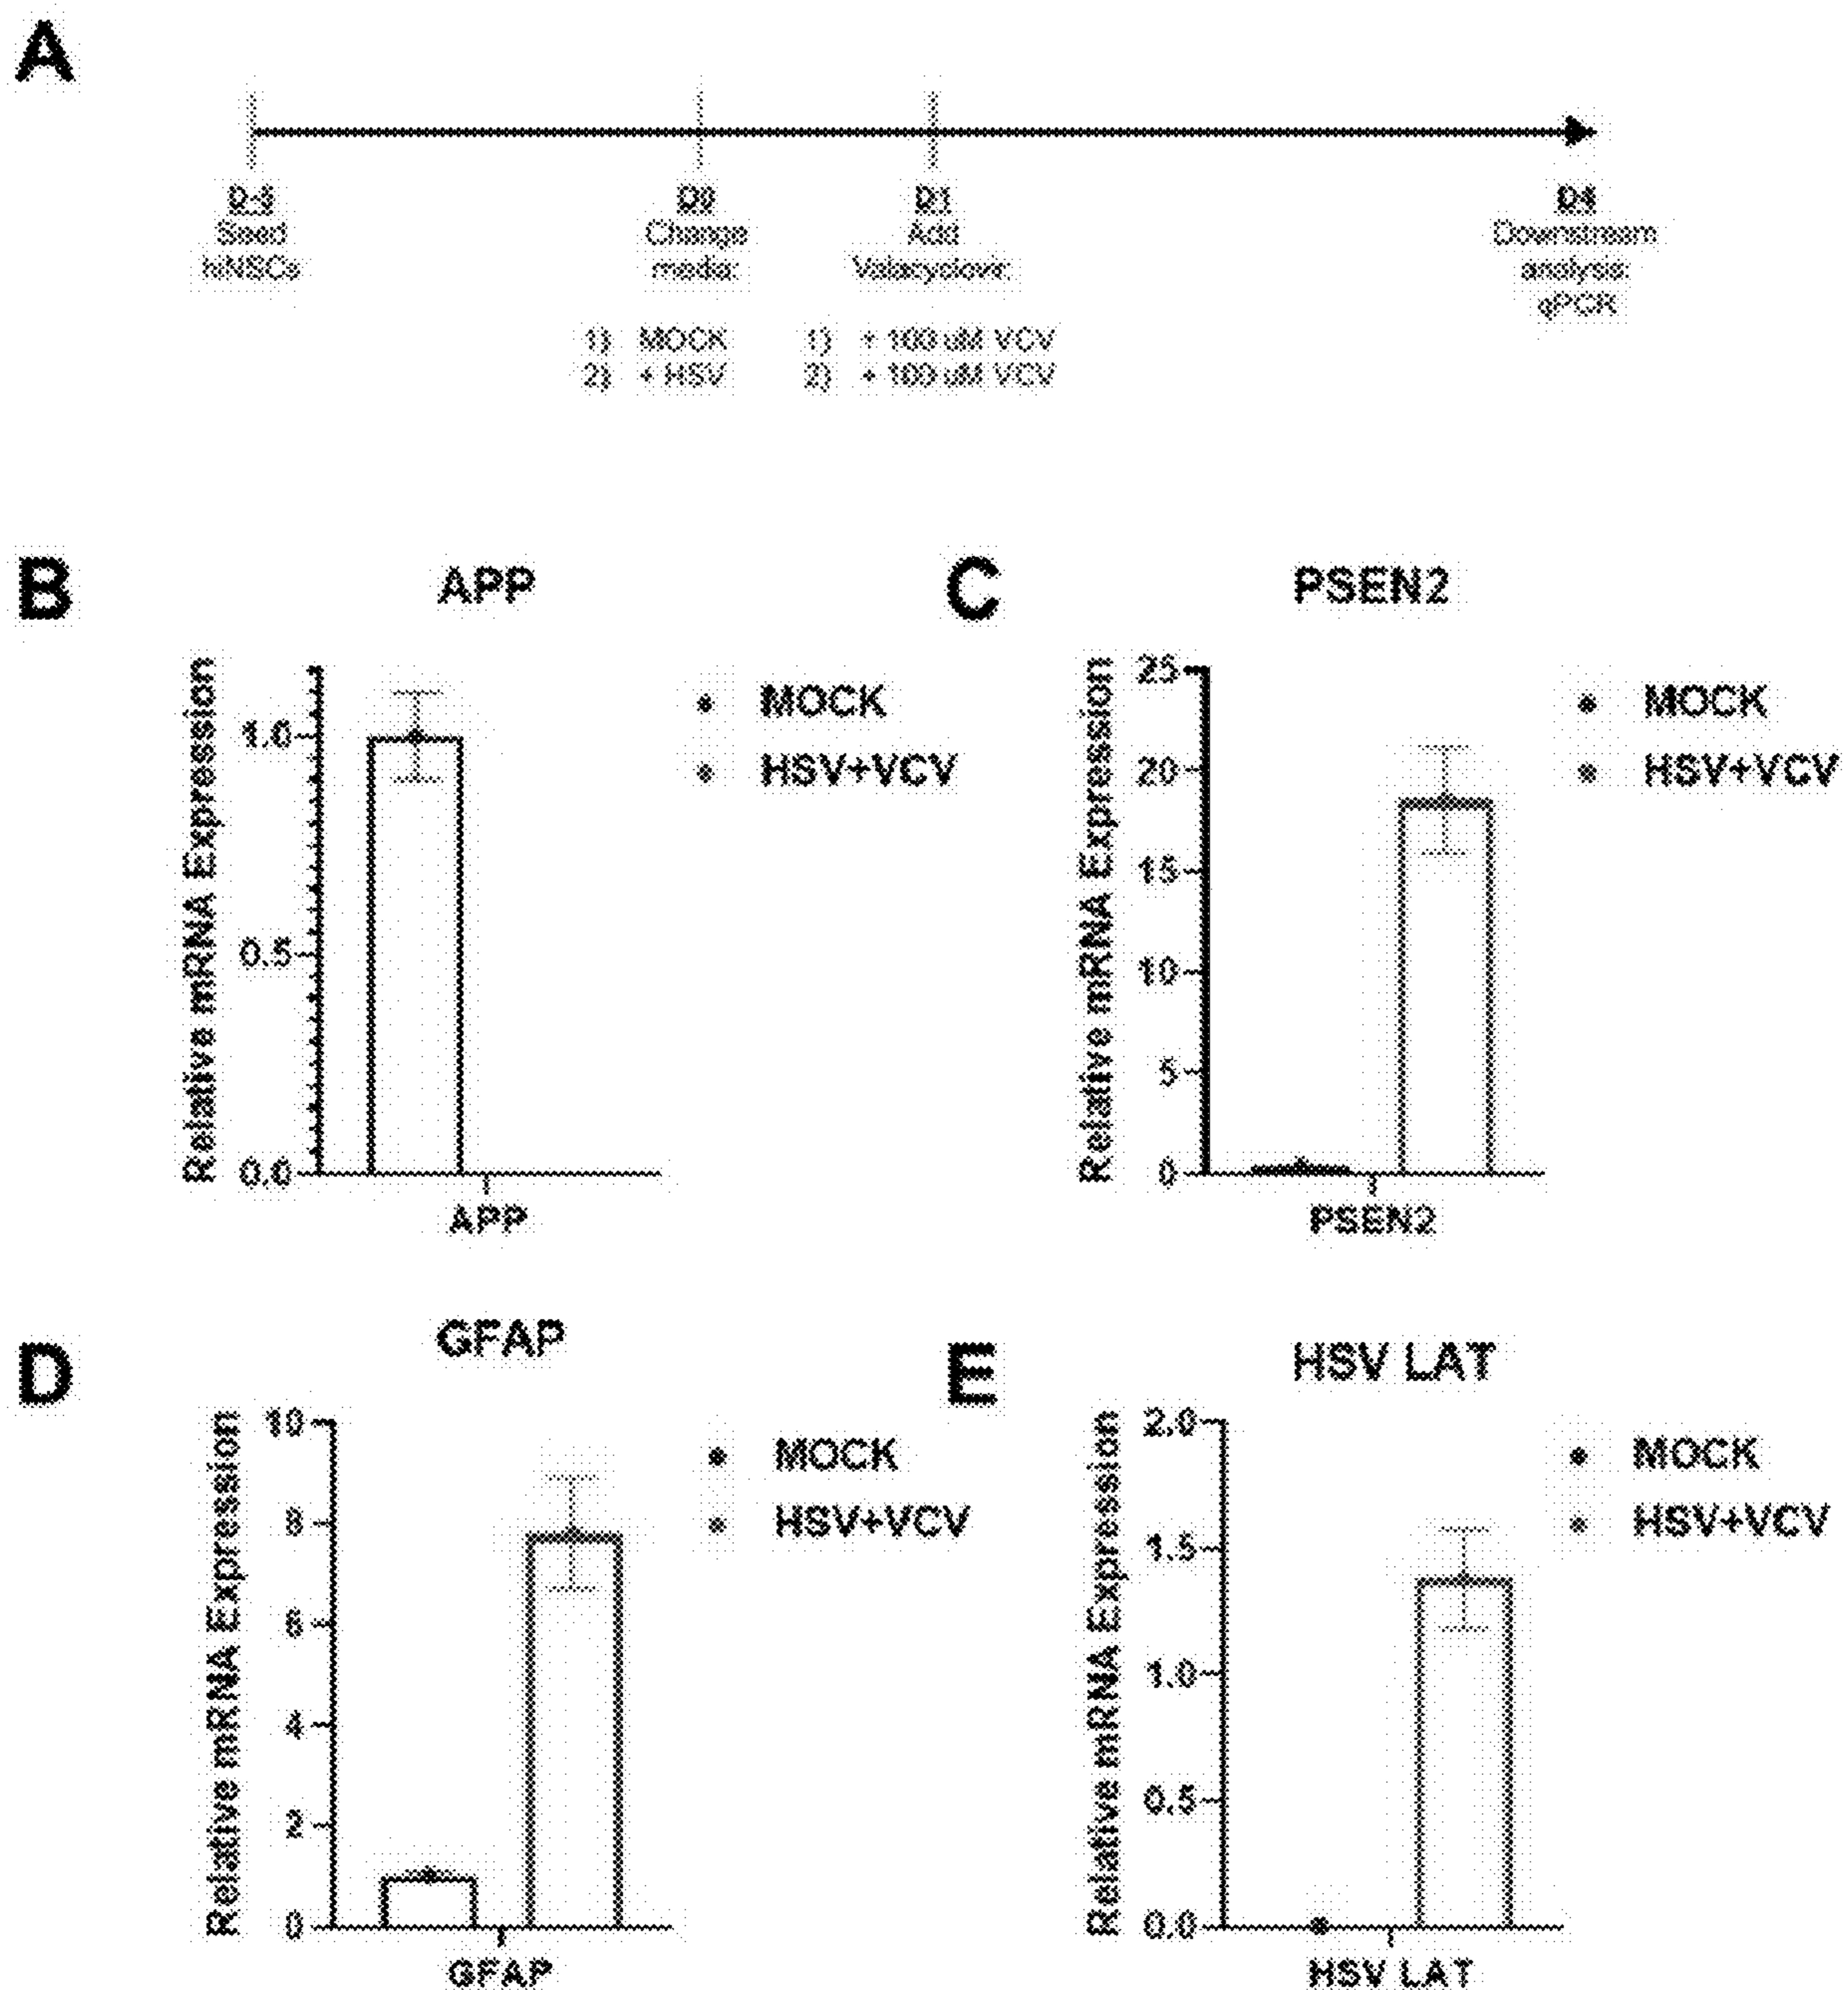 A
D-3
Seed
hiNSCs
D0
Change
media:
1) MOCK
2) + HSV
D1
Add
Valacyclovir:
1) + 100 uM VCV
2) + 100 uM VCV
D4
Downstream
analysis:
qPCR
B
APP
Relative mRNA Expression
1.0
0.5
0.0
APP
MOCK
HSV+VCV
C
PSEN2
Relative mRNA Expression
25
20
15
10
5
0
PSEN2
MOCK
HSV+VCV
D
GFAP
Relative mRNA Expression
10
8
6
4
2
0
GFAP
MOCK
HSV+VCV
E
HSV LAT
Relative mRNA Expression
2.0
1.5
1.0
0.5
0.0
HSV LAT
MOCK
HSV+VCV